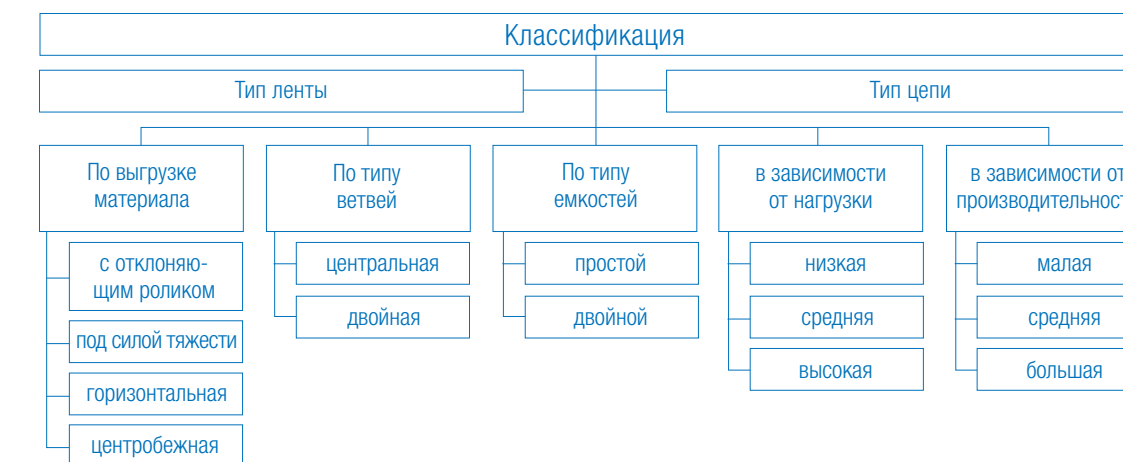 Классификация
Тип ленты
Тип цепи
По выгрузке
материала
По типу
ветвей
По типу
емкостей
в зависимости
от нагрузки
в зависимости от
производительност
с отклоняю-
щим роликом
под силой тяжести
горизонтальная
центробежная
центральная
двойная
простой
двойной
низкая
средняя
высокая
малая
средняя
большая